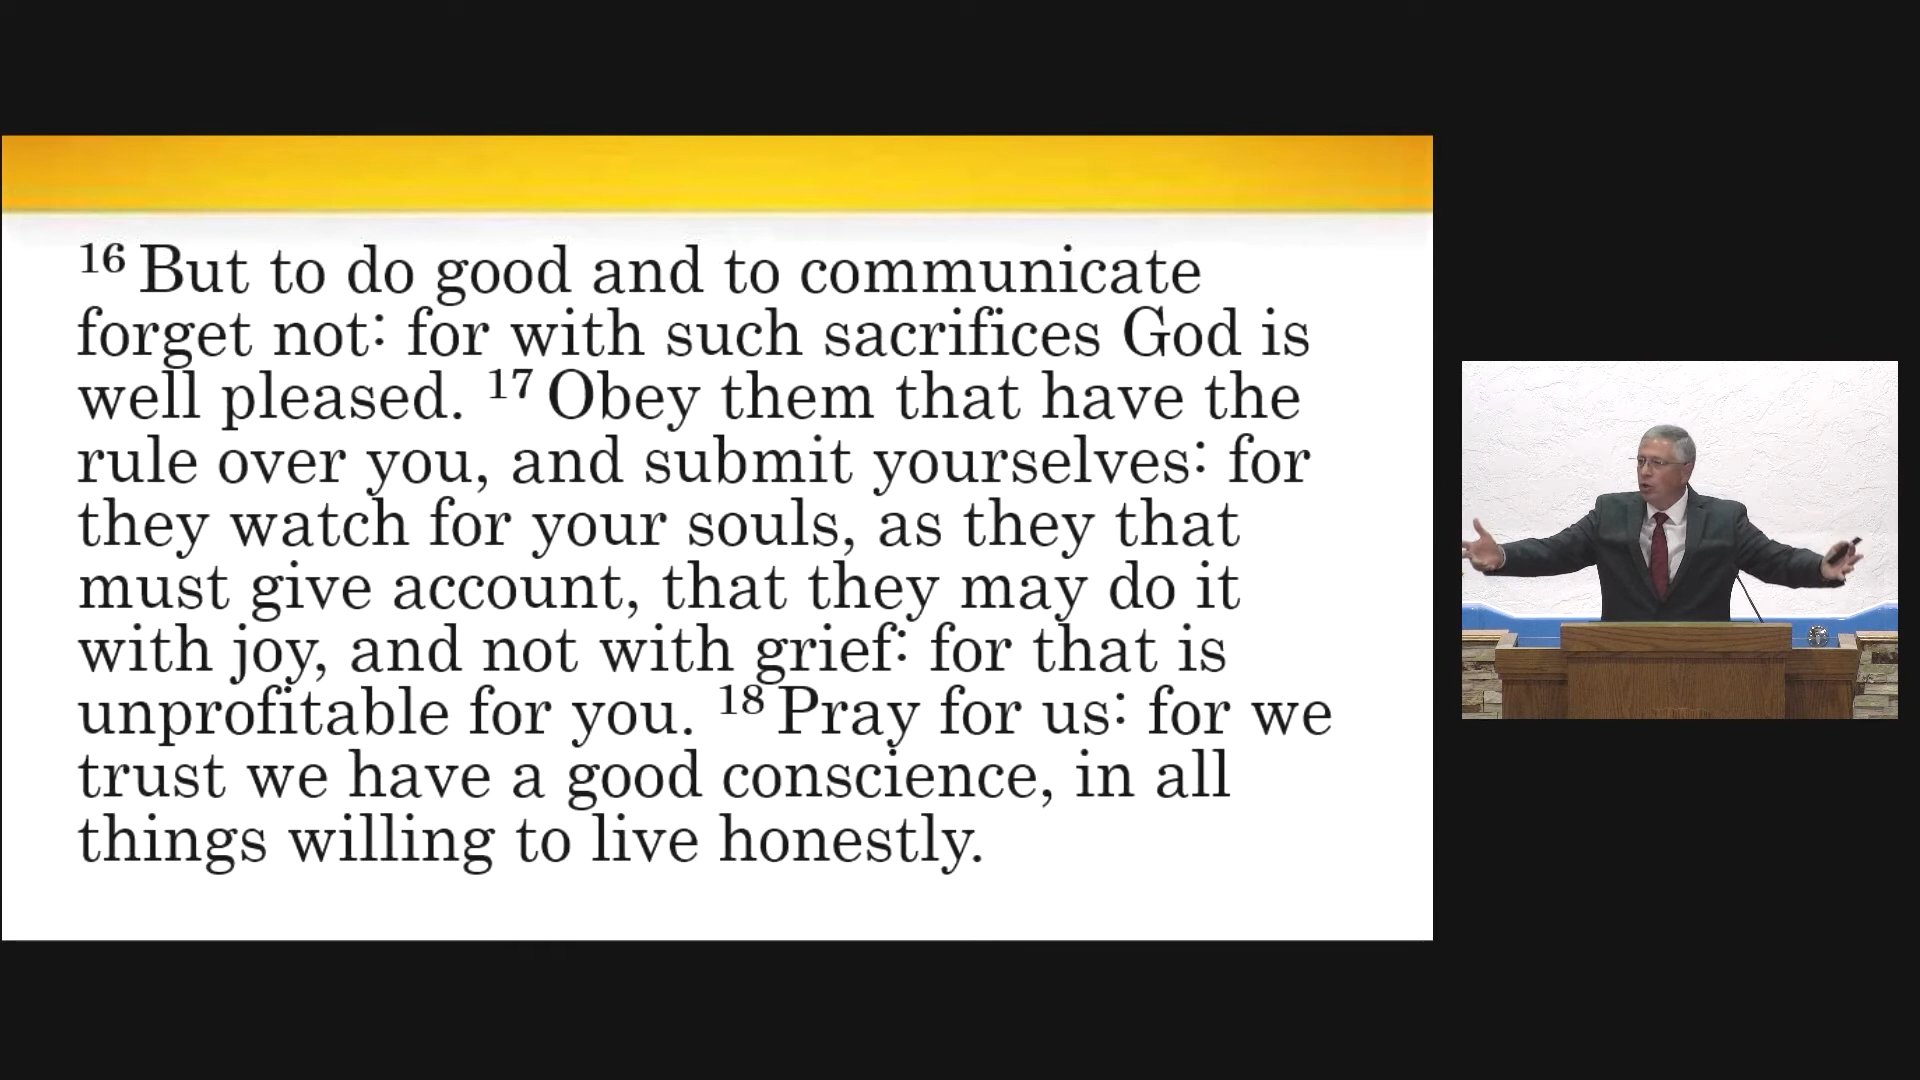 16 But to do good and to communicate
forget not: for with such sacrifices God is
well pleased. 17 Obey them that have the
rule over you, and submit yourselves: for
they watch for your souls, as they that
must give account, that they may do it
with joy, and not with grief: for that is
unprofitable for you. 18 Pray for us: for we
trust we have a good conscience, in all
things willing to live honestly.